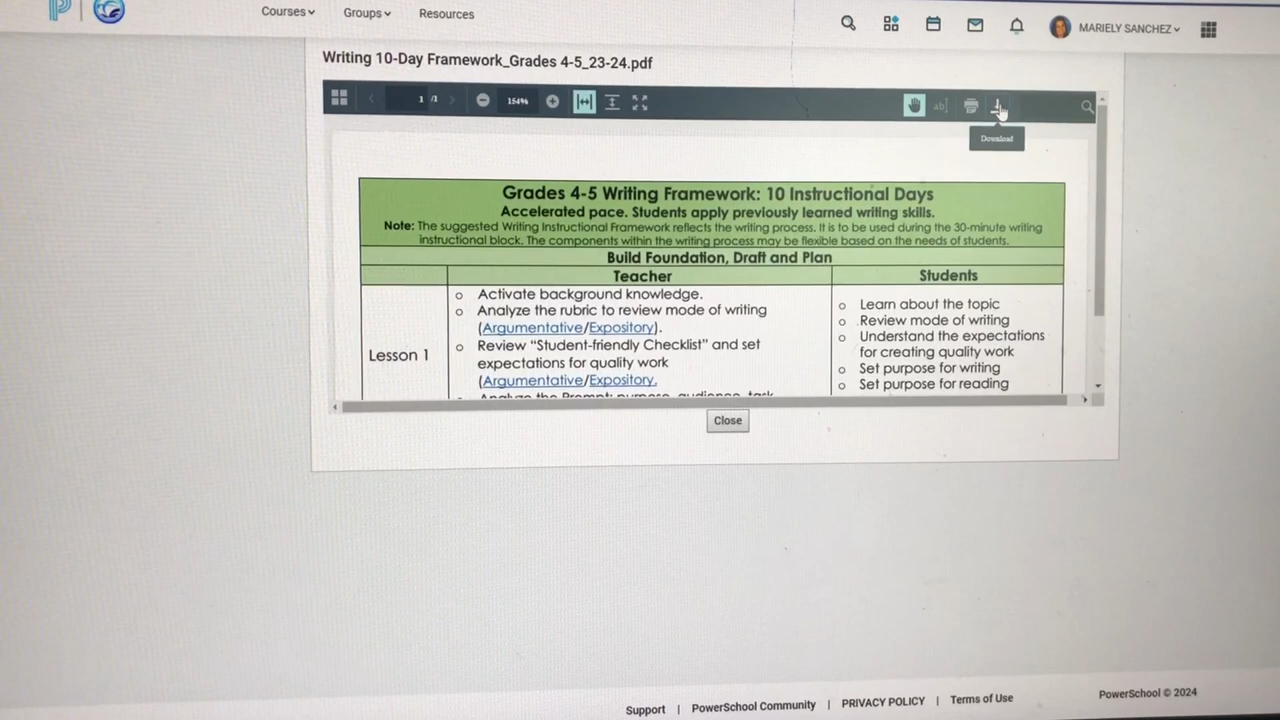 Courses Groups Resources MARIELY SANCHEZ
Writing 10-Day Framework_Grades 4-5_23-24.pdf
1 /1 154% ab
Download
Grades 4-5 Writing Framework: 10 Instructional Days
Accelerated pace. Students apply previously learned writing skills.
Note: The suggested Writing Instructional Framework reflects the writing process. It is to be used during the 30-minute writing
instructional block. The components within the writing process may be flexible based on the needs of students.
Build Foundation, Draft and Plan
Teacher Students
Lesson 1
o Activate background knowledge.
o Analyze the rubric to review mode of writing
(Argumentative/Expository).
o Review “Student-friendly Checklist” and set
expectations for quality work
(Argumentative/Expository.
Analyze the Prompt: purpose, audience, task
o Learn about the topic
o Review mode of writing
o Understand the expectations
for creating quality work
o Set purpose for writing
o Set purpose for reading
Close
Support | PowerSchool Community | PRIVACY POLICY | Terms of Use
PowerSchool © 2024